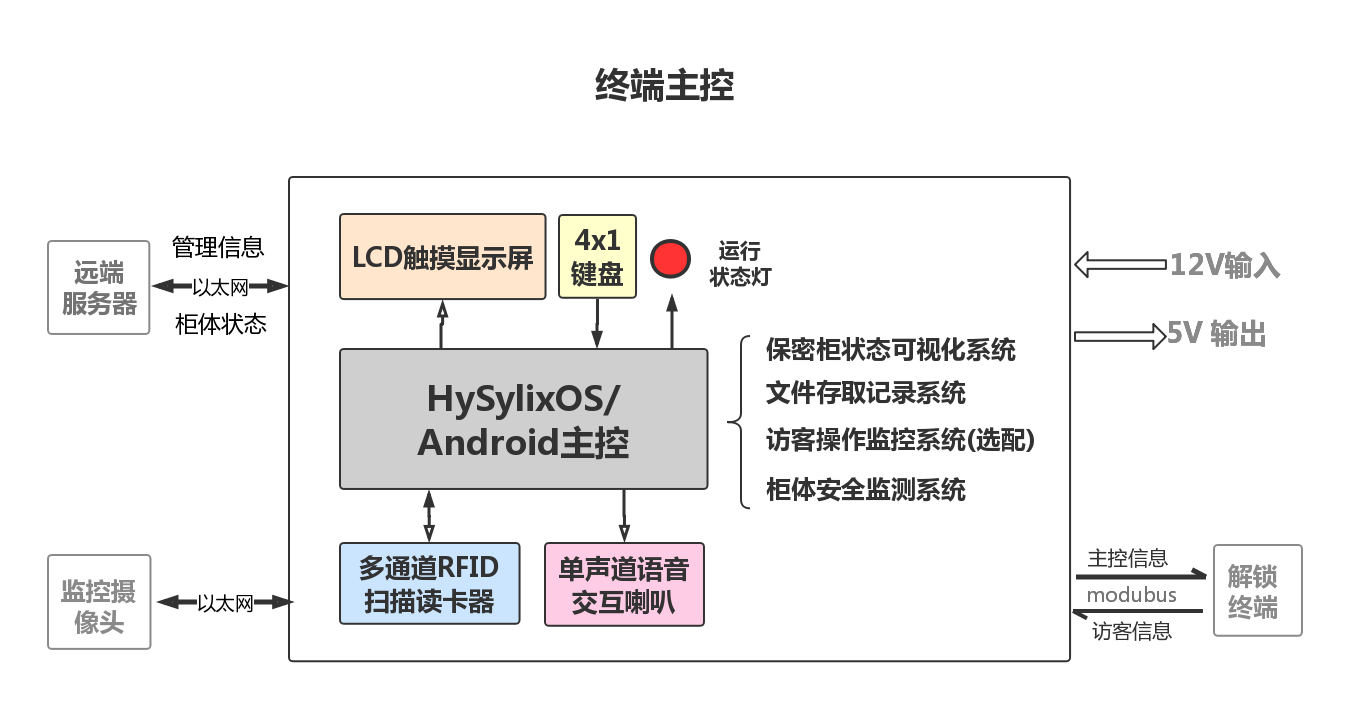 终端主控
LCD触摸显示屏
4x1
键盘
运行
状态灯
管理信息
远端
服务器
以太网
柜体状态
12V输入
5V 输出
HySylixOS/
Android主控
保密柜状态可视化系统
文件存取记录系统
访客操作监控系统(选配)
柜体安全监测系统
多通道RFID
扫描读卡器
单声道语音
交互喇叭
监控摄
像头
以太网
主控信息
modubus
访客信息
解锁
终端